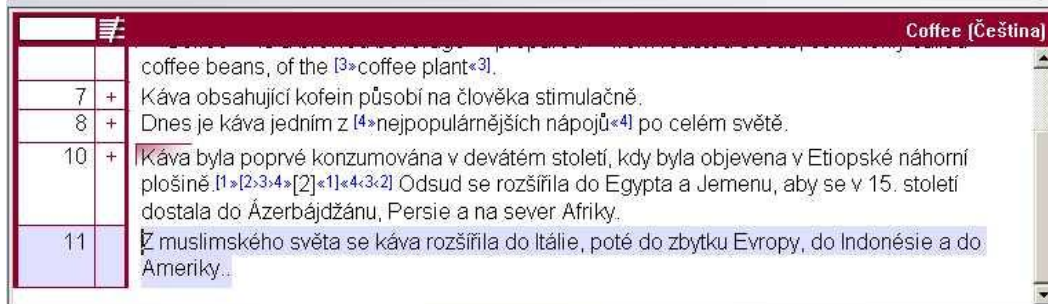 Coffee (Čeština)
coffee beans, of the [3»coffee plant«3].
7 + Káva obsahující kofein působí na člověka stimulačně.
8 + Dnes je káva jedním z [4»nejpopulárnějších nápojů«4] po celém světě.
10 + Káva byla poprvé konzumována v devátém století, kdy byla objevena v Etiopské náhorní
plošině.[1»[2›3›4»[2]«1]«4‹3‹2] Odsud se rozšířila do Egypta a Jemenu, aby se v 15. století
dostala do Ázerbájdžánu, Persie a na sever Afriky.
11 Z muslimského světa se káva rozšířila do Itálie, poté do zbytku Evropy, do Indonésie a do
Ameriky..